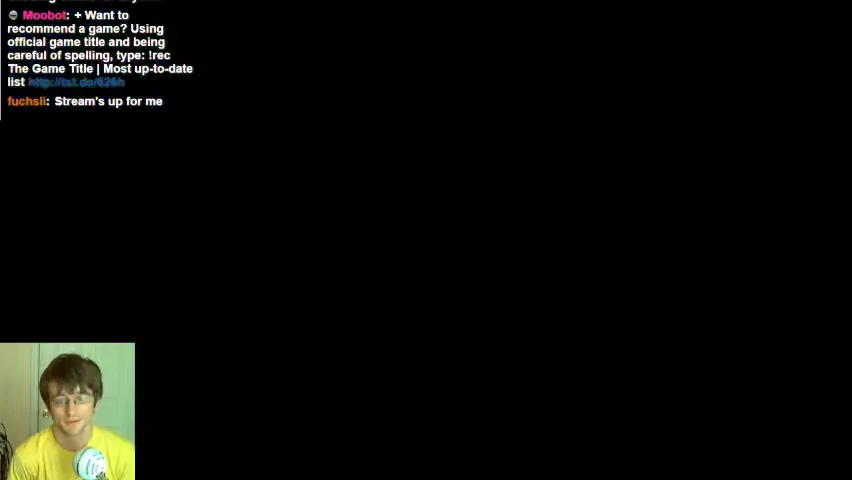 Moobot: + Want to
recommend a game? Using
official game title and being
careful of spelling, type: !rec
The Game Title | Most up-to-date
list
fuchsli: Stream's up for me